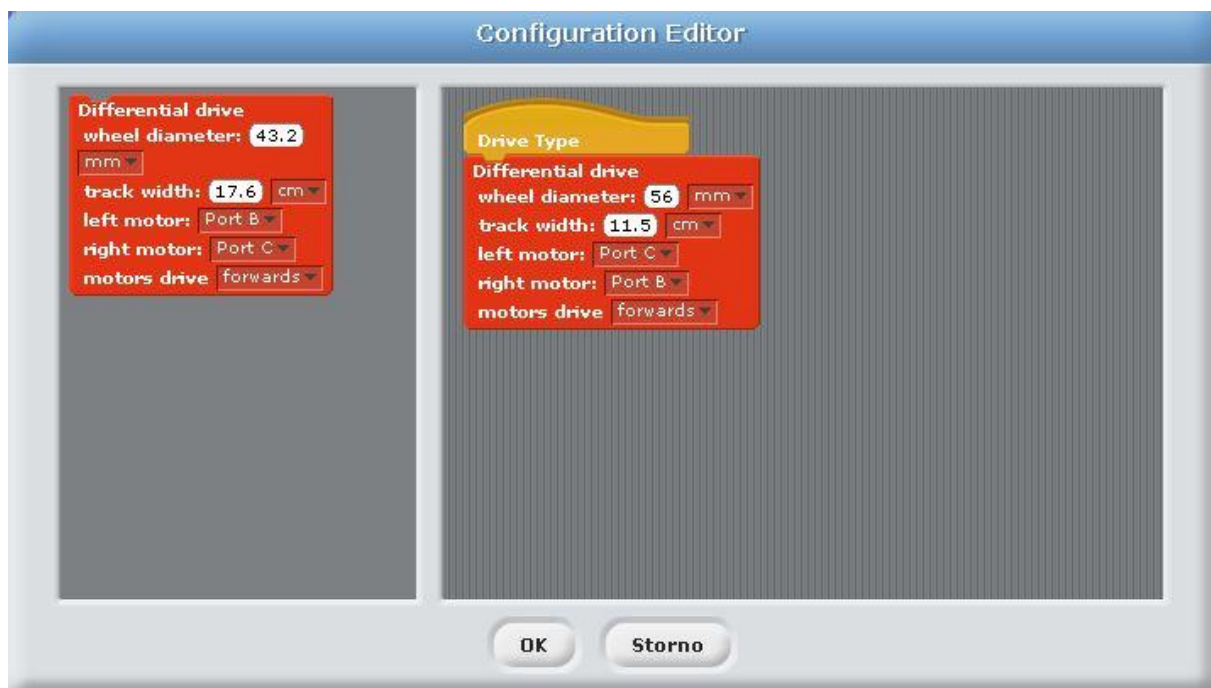 Configuration Editor
Differential drive
wheel diameter: 43.2
mm
track width: 17.6 cm
left motor: Port B
right motor: Port C
motors drive forwards
Drive Type
Differential drive
wheel diameter: 56 mm
track width: 11.5 cm
left motor: Port C
right motor: Port B
motors drive forwards
OK Storno